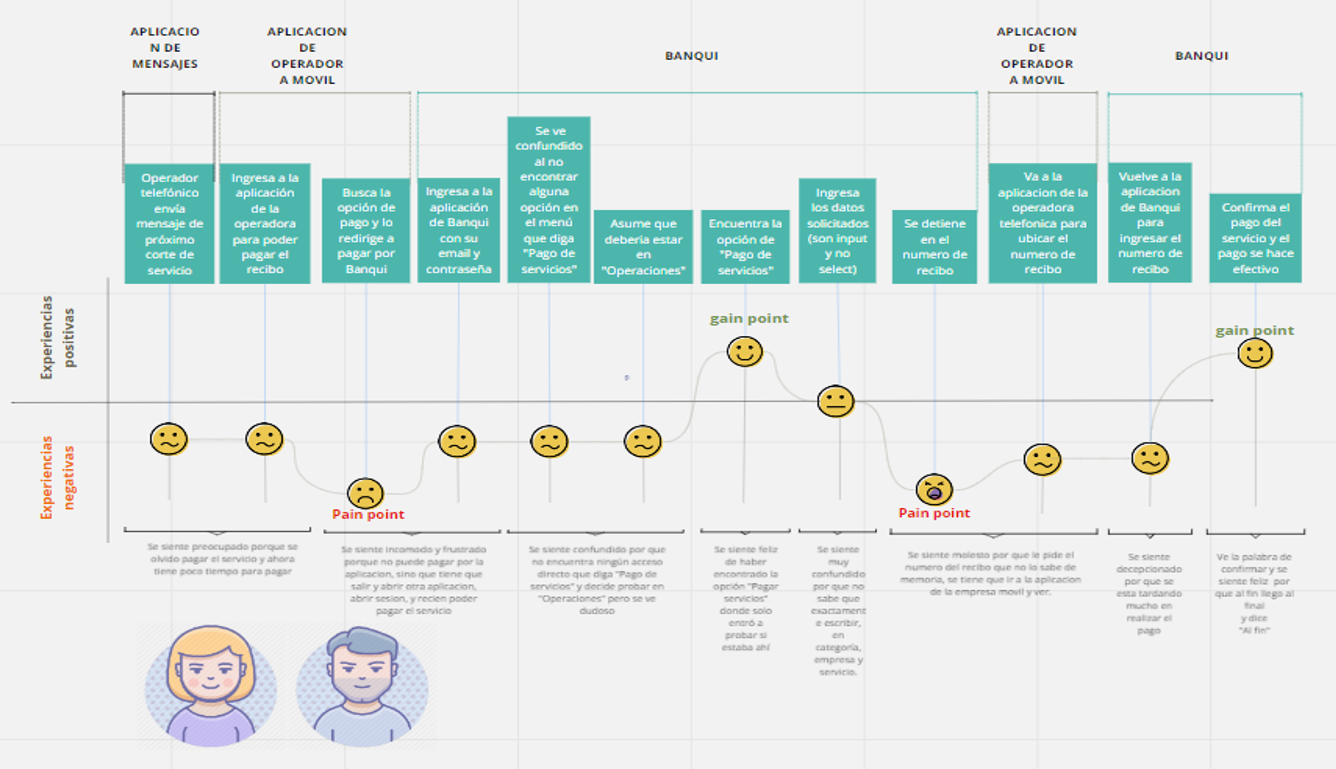 APLICACIO
N DE
MENSAJES
APLICACION
DE
OPERADOR
A MOVIL
BANQUI
APLICACION
DE
OPERADOR
A MOVIL
BANQUI
Operador
telefónico
envía
mensaje de
próximo
corte de
servicio
Ingresa a la
aplicación
de la
operadora
para poder
pagar el
recibo
Busca la
opción de
pago y lo
redirige a
pagar por
Banqui
Ingresa a la
aplicación
de Banqui
con su
email y
contraseña
Se ve
confundido
al no
encontrar
alguna
opción en
el menú
que diga
"Pago de
servicios"
Asume que
deberia estar
en
"Operaciones"
Encuentra la
opción de
"Pago de
servicios"
Ingresa
los datos
solicitados
(son input
y no
select)
Se detiene
en el
numero de
recibo
Va a la
aplicacion de la
operadora
telefonica para
ubicar el
numero de
recibo
Vuelve a la
aplicacion
de Banqui
para
ingresar el
numero de
recibo
Confirma el
pago del
servicio y el
pago se hace
efectivo
Experiencias
positivas
Experiencias
negativas
gain point
gain point
Pain point
Pain point
Se siente preocupado porque se
olvido pagar el servicio y ahora
tiene poco tiempo para pagar
Se siente incomodo y frustrado
porque no puede pagar por la
aplicacion, sino que tiene que
salir y abrir otra aplicacion,
abrir sesion, y recien poder
pagar el servicio
Se siente confundido por que
no encuentra ningún acceso
directo que diga "Pago de
servicios" y decide probar en
"Operaciones" pero se ve
dudoso
Se siente feliz
de haber
encontrado la
opción "Pagar
servicios"
donde solo
entró a
probar si
estaba ahí
Se siente
muy
confundido
por que no
sabe que
exactament
e escribir,
en
categoría,
empresa y
servicio.
Se siente molesto por que le pide el
numero del recibo que no lo sabe de
memoria, se tiene que ir a la aplicacion
de la empresa movil y ver.
Se siente
decepcionado
por que se
esta tardando
mucho en
realizar el
pago
Ve la palabra de
confirmar y se
siente feliz por
que al fin llego al
final
y dice
"Al fin"